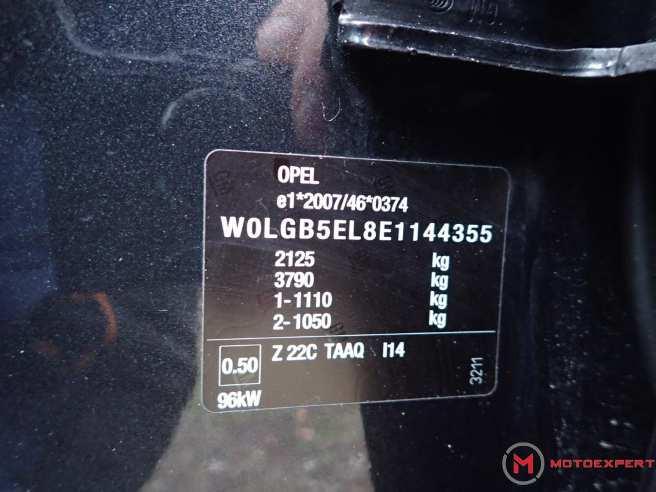 OPEL
e1*2007/46*0374
W0LGB5EL8E1144355
2125 kg
3790 kg
1-1110 kg
2-1050 kg
0.50 Z 22C TAAQ I14
96kW
3211
MOTOEXPERT